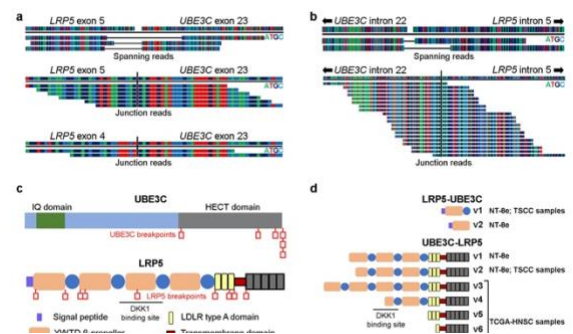 a
LRP5 exon 5 UBE3C exon 23
ATGC
Spanning reads
LRP5 exon 5 UBE3C exon 23
ATGC
Junction reads
LRP5 exon 4 UBE3C exon 23
ATGC
Junction reads
b
UBE3C intron 22 LRP5 intron 5
ATGC
Spanning reads
UBE3C intron 22 LRP5 intron 5
ATGC
Junction reads
c
UBE3C
IQ domain HECT domain
UBE3C breakpoints
LRP5
LRP5 breakpoints
DKK1
binding site
Signal peptide LDLR type A domain
YWTD β-propeller Transmembrane domain
d
LRP5-UBE3C
v1 NT-8e; TSCC samples
v2 NT-8e
UBE3C-LRP5
v1 NT-8e
v2 NT-8e; TSCC samples
v3
v4
DKK1
binding site
v5
TCGA-HNSC samples
v6